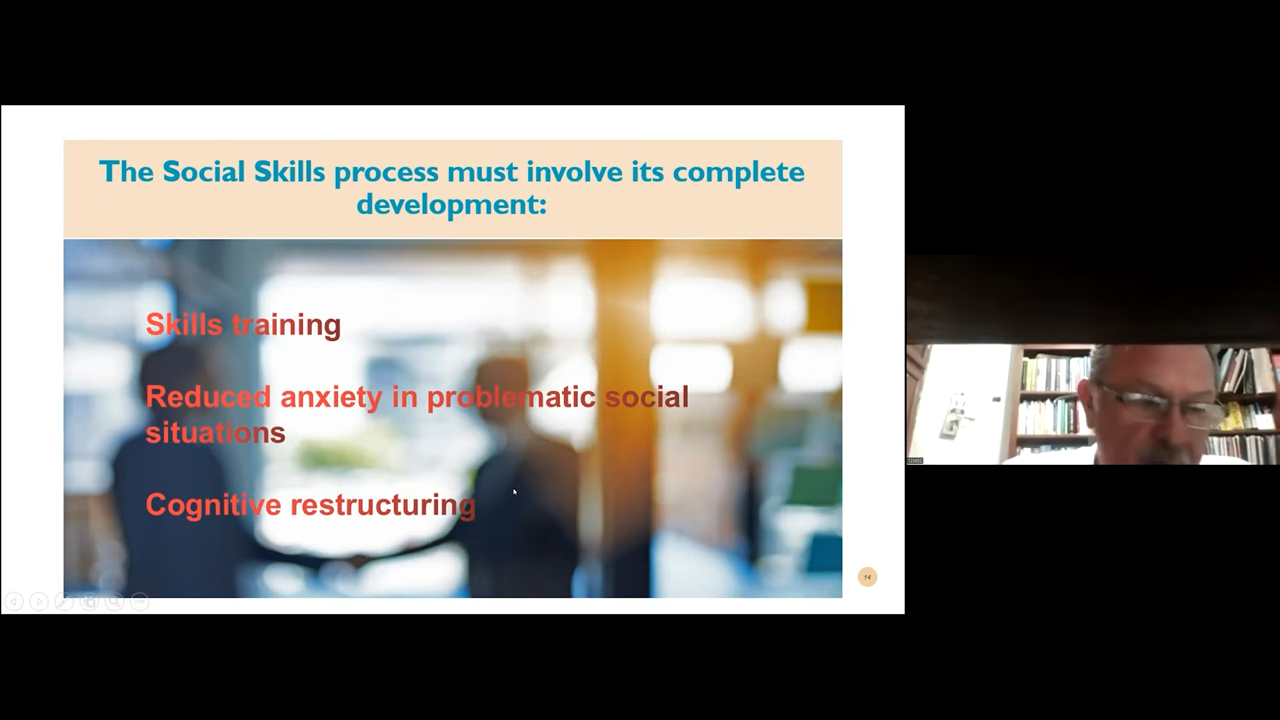 The Social Skills process must involve its complete
development:
Skills training
Reduced anxiety in problematic social
situations
Cognitive restructuring
14